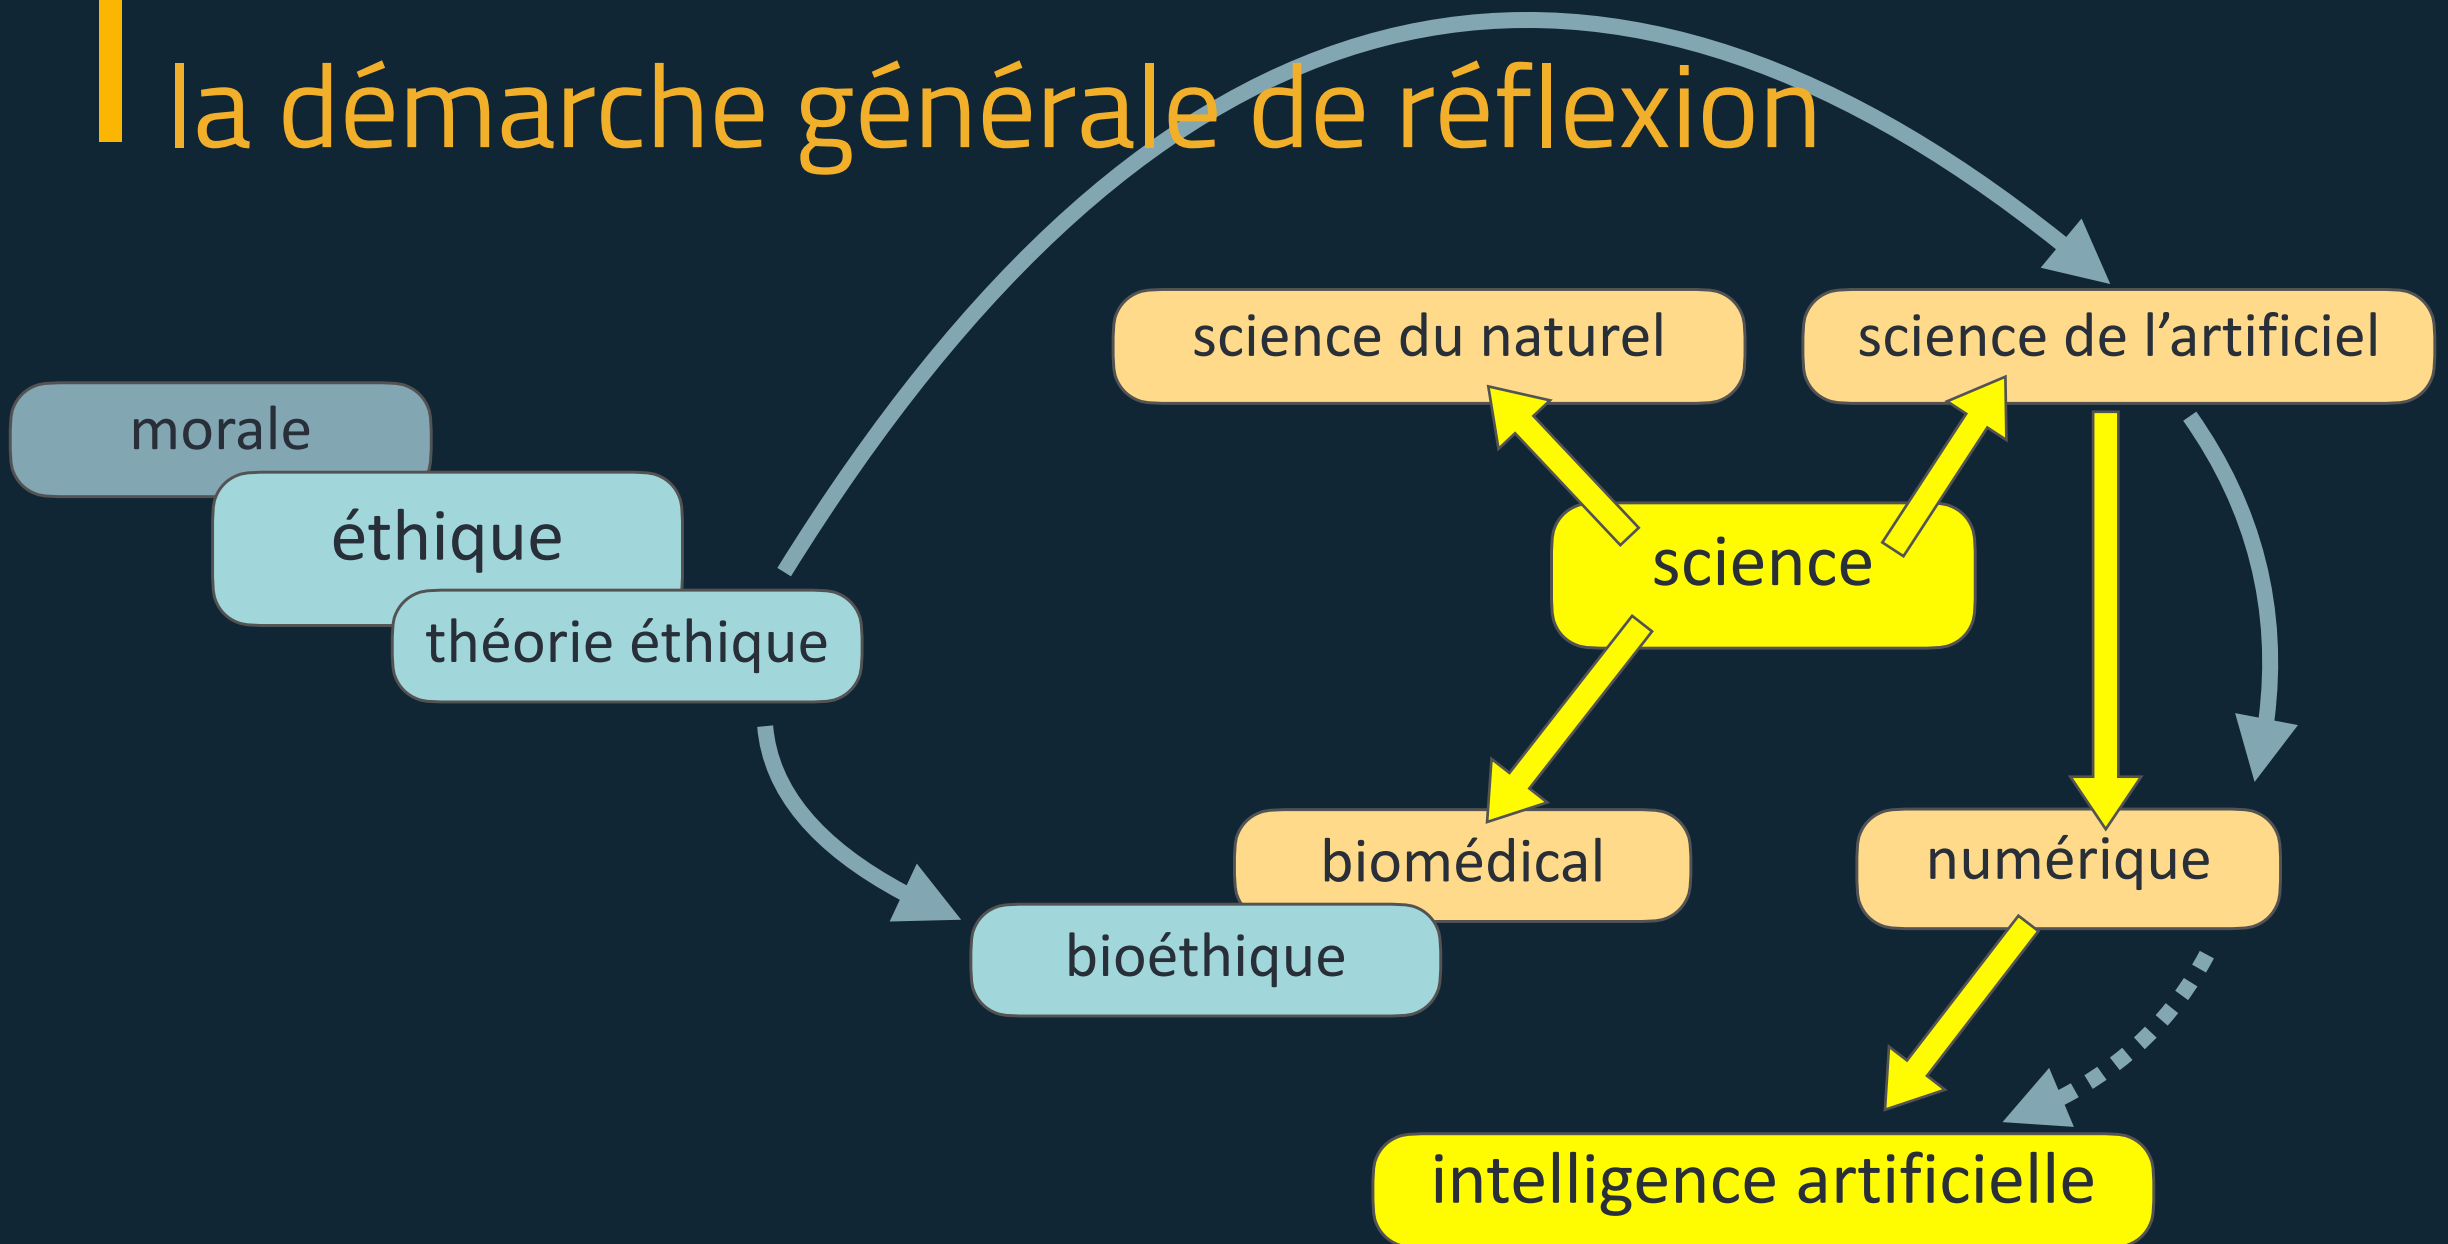 la démarche générale de réflexion
science du naturel
science de l’artificiel
morale
éthique
science
théorie éthique
biomédical
numérique
bioéthique
intelligence artificielle